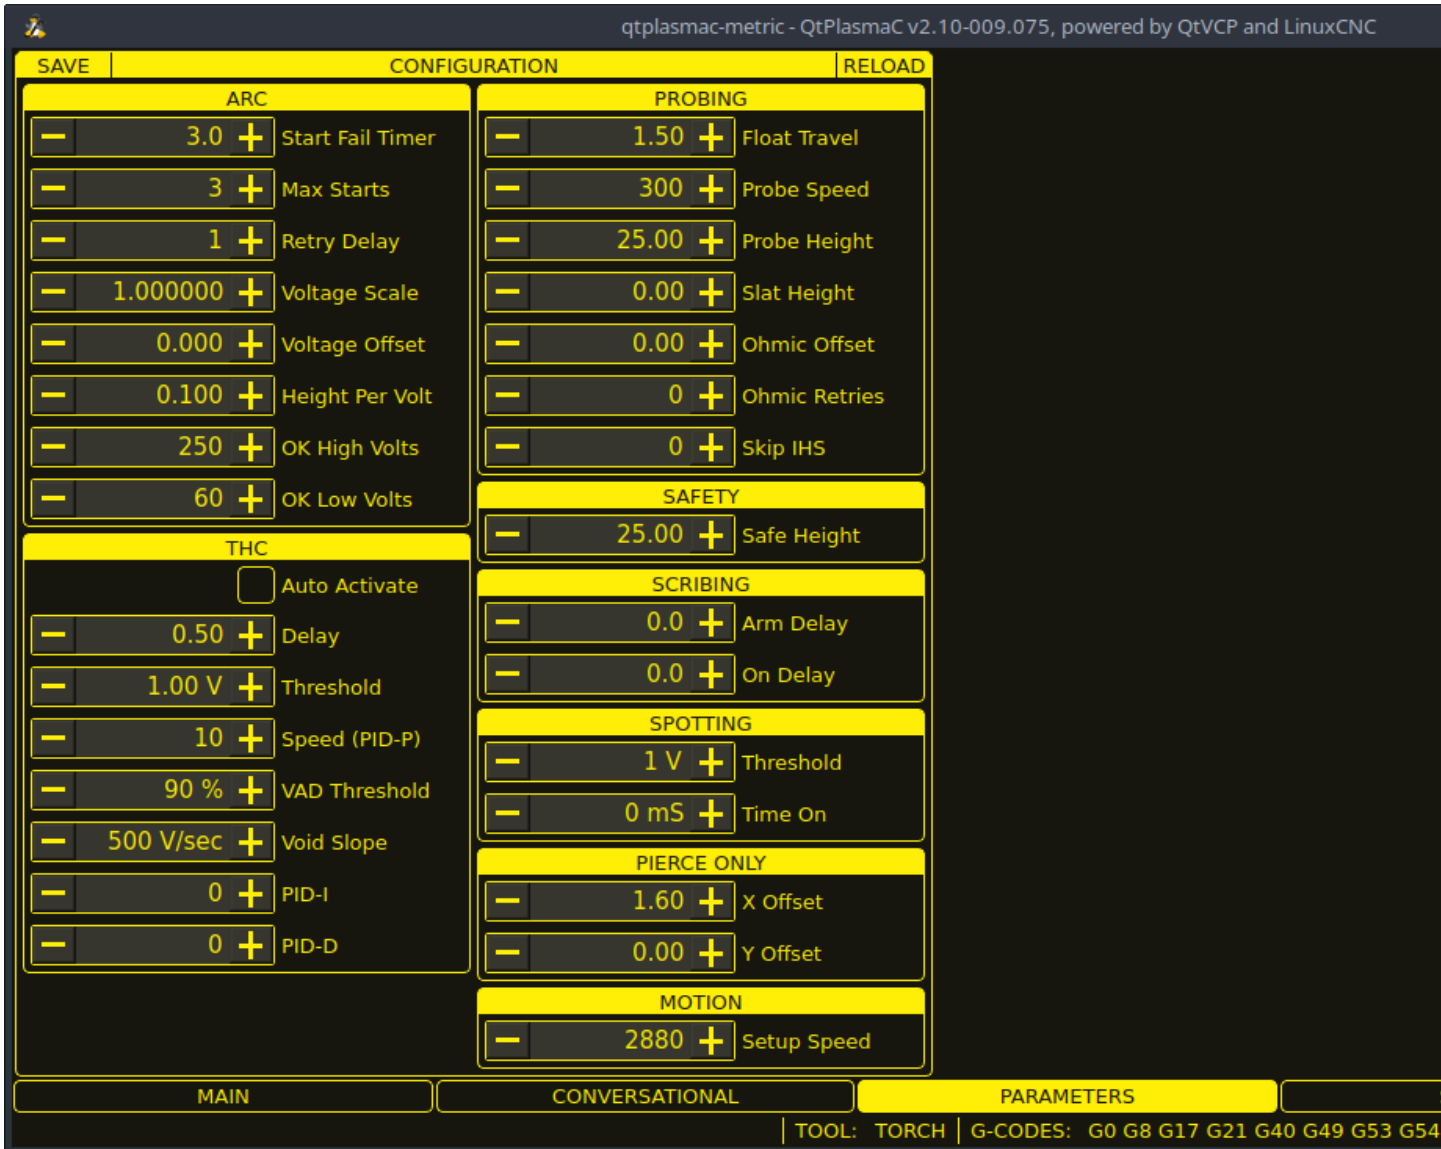 qtplasmac-metric - QtPlasmaC v2.10-009.075, powered by QtVCP and LinuxCNC
SAVE CONFIGURATION RELOAD
ARC
3.0 Start Fail Timer
3 Max Starts
1 Retry Delay
1.000000 Voltage Scale
0.000 Voltage Offset
0.100 Height Per Volt
250 OK High Volts
60 OK Low Volts
THC
Auto Activate
0.50 Delay
1.00 V Threshold
10 Speed (PID-P)
90 % VAD Threshold
500 V/sec Void Slope
0 PID-I
0 PID-D
PROBING
1.50 Float Travel
300 Probe Speed
25.00 Probe Height
0.00 Slat Height
0.00 Ohmic Offset
0 Ohmic Retries
0 Skip IHS
SAFETY
25.00 Safe Height
SCRIBING
0.0 Arm Delay
0.0 On Delay
SPOTTING
1 V Threshold
0 mS Time On
PIERCE ONLY
1.60 X Offset
0.00 Y Offset
MOTION
2880 Setup Speed
MAIN CONVERSATIONAL PARAMETERS
TOOL: TORCH G-CODES: G0 G8 G17 G21 G40 G49 G53 G54